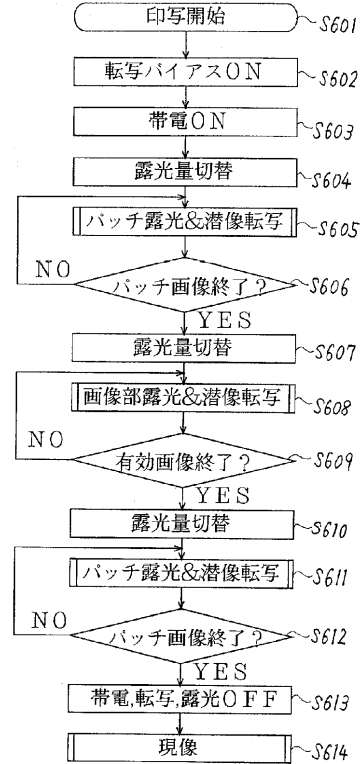 印写開始 S601
転写バイアスON S602
帯電ON S603
露光量切替 S604
パッチ露光&潜像転写 S605
パッチ画像終了? S606
NO
YES
露光量切替 S607
画像部露光&潜像転写 S608
有効画像終了? S609
NO
YES
露光量切替 S610
パッチ露光&潜像転写 S611
パッチ画像終了? S612
NO
YES
帯電,転写,露光OFF S613
現像 S614